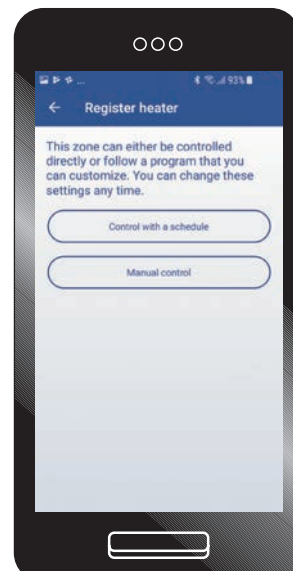 93%
Register heater
This zone can either be controlled
directly or follow a program that you
can customize. You can change these
settings any time.
Control with a schedule
Manual control